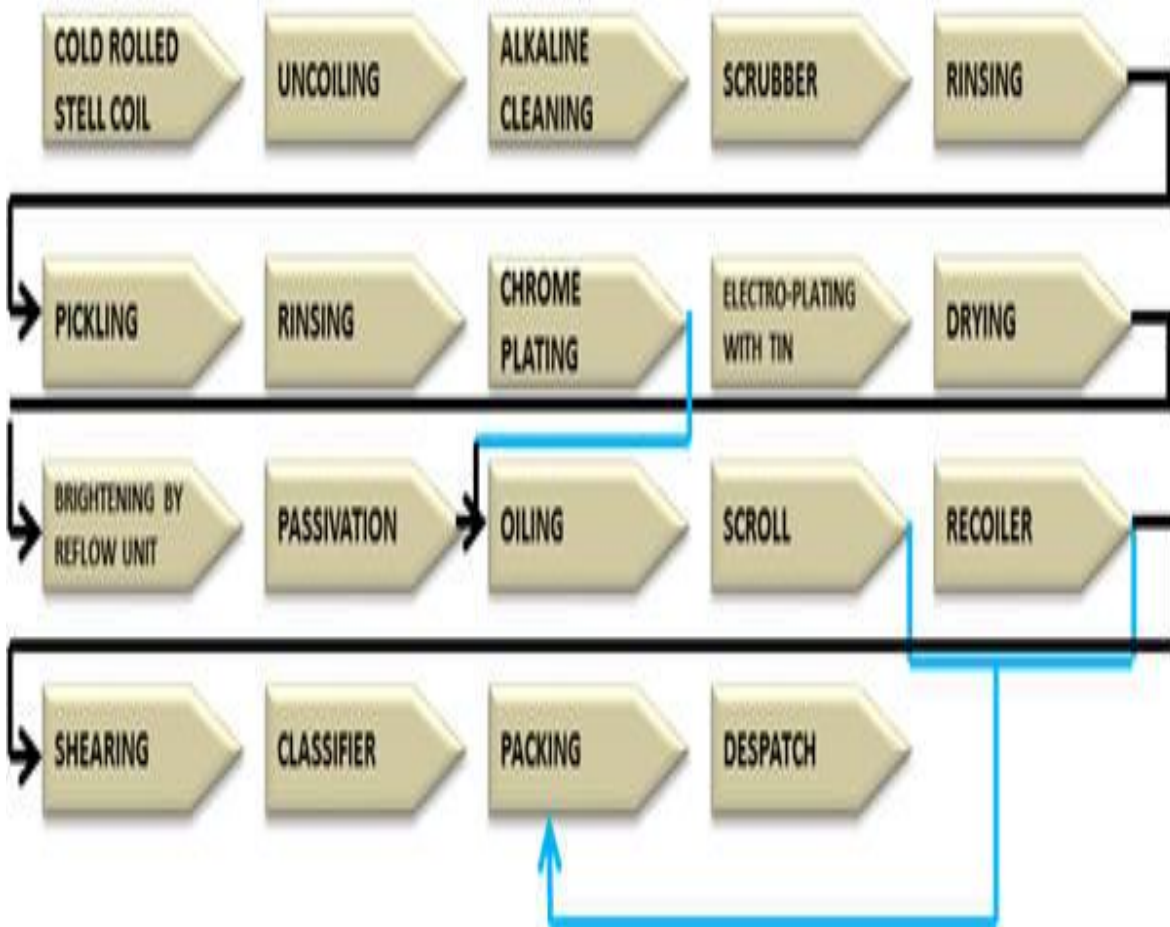 COLD ROLLED
STELL COIL
UNCOILING
ALKALINE
CLEANING
SCRUBBER
RINSING
PICKLING
RINSING
CHROME
PLATING
ELECTRO-PLATING
WITH TIN
DRYING
BRIGHTENING BY
REFLOW UNIT
PASSIVATION
OILING
SCROLL
RECOILER
SHEARING
CLASSIFIER
PACKING
DESPATCH